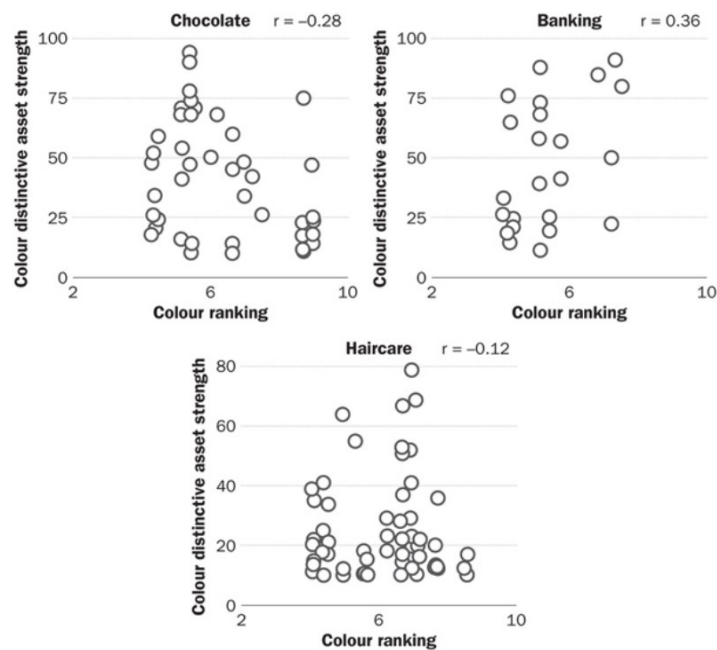 Chocolate r = –0.28
Colour distinctive asset strength
100
75
50
25
0
2 6 10
Colour ranking
Banking r = 0.36
Colour distinctive asset strength
100
75
50
25
0
2 6 10
Colour ranking
Haircare r = –0.12
Colour distinctive asset strength
80
60
40
20
0
2 6 10
Colour ranking